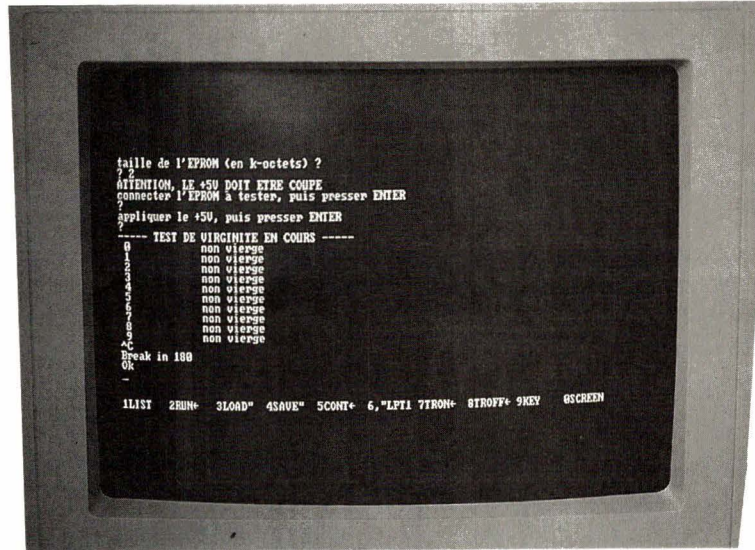 taille de l'EPROM (en k-octets) ?
? 2
ATTENTION, LE +5V DOIT ETRE COUPE
connecter l'EPROM à tester, puis presser ENTER
?
appliquer le +5V, puis presser ENTER
?
----- TEST DE VIRGINITE EN COURS -----
0 non vierge
1 non vierge
2 non vierge
3 non vierge
4 non vierge
5 non vierge
6 non vierge
7 non vierge
8 non vierge
9 non vierge
^C
Break in 180
Ok
_
1LIST 2RUN← 3LOAD" 4SAVE" 5CONT← 6,"LPT1 7TRON← 8TROFF← 9KEY 0SCREEN